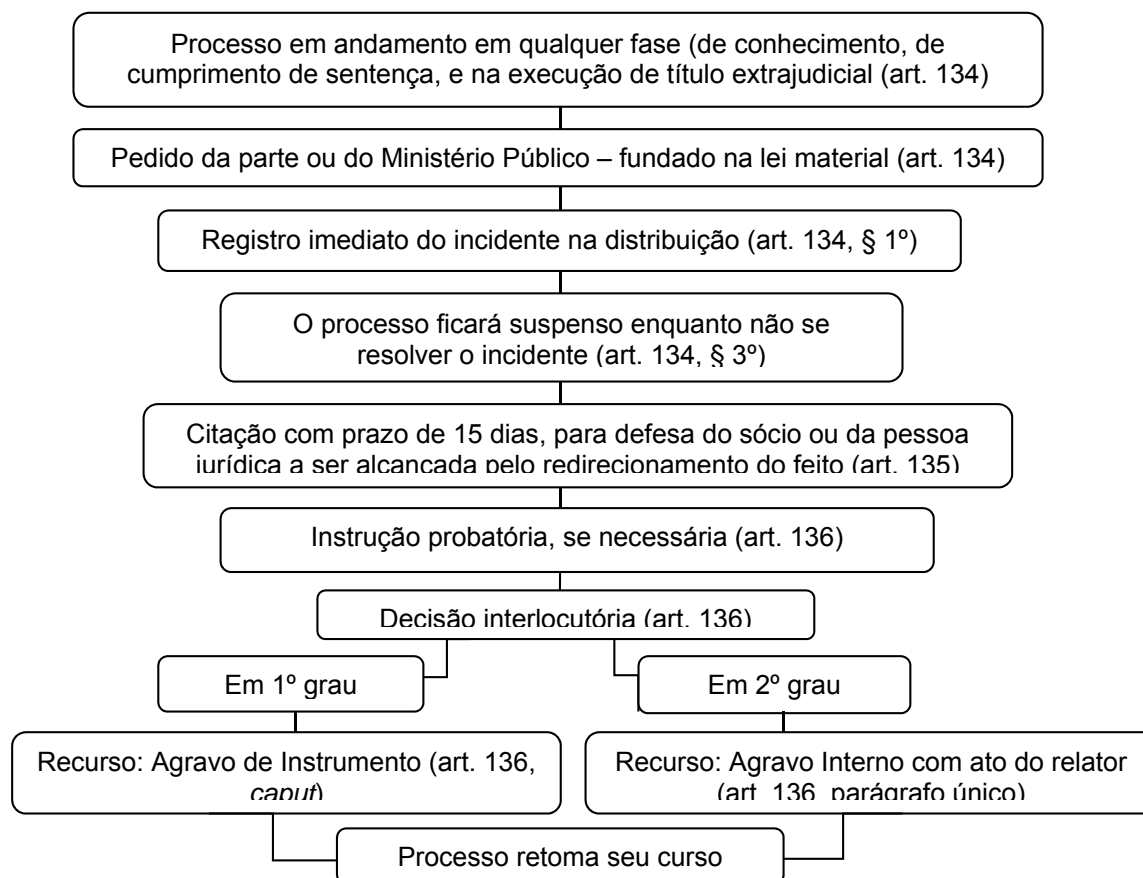 Processo em andamento em qualquer fase (de conhecimento, de
cumprimento de sentença, e na execução de título extrajudicial (art. 134)
Pedido da parte ou do Ministério Público – fundado na lei material (art. 134)
Registro imediato do incidente na distribuição (art. 134, § 1º)
O processo ficará suspenso enquanto não se
resolver o incidente (art. 134, § 3º)
Citação com prazo de 15 dias, para defesa do sócio ou da pessoa
jurídica a ser alcançada pelo redirecionamento do feito (art. 135)
Instrução probatória, se necessária (art. 136)
Decisão interlocutória (art. 136)
Em 1º grau
Em 2º grau
Recurso: Agravo de Instrumento (art. 136,
caput)
Recurso: Agravo Interno com ato do relator
(art. 136, parágrafo único)
Processo retoma seu curso